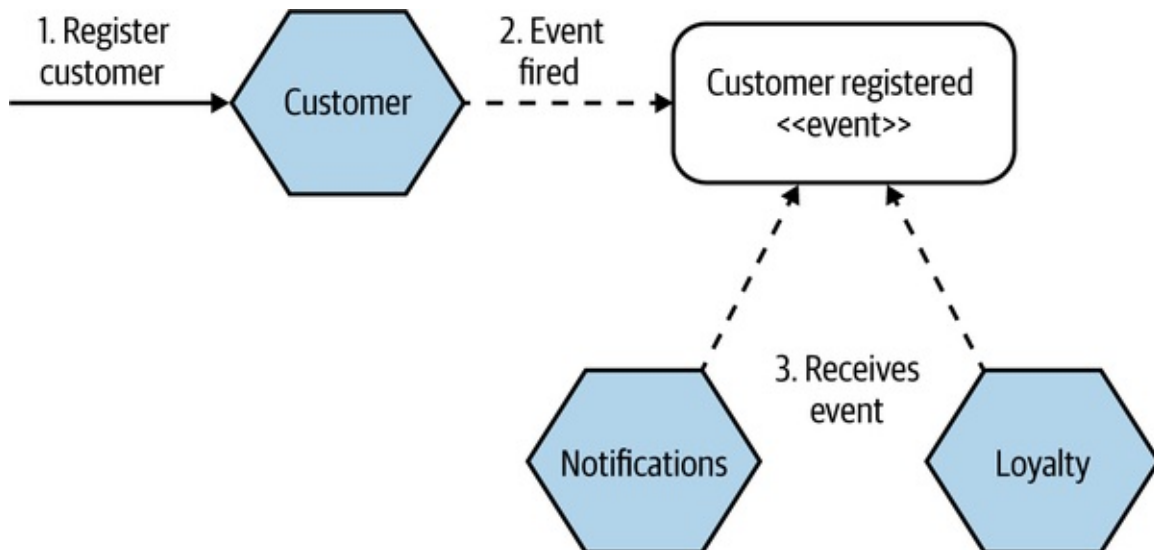 1. Register
customer
Customer
2. Event
fired
Customer registered
<<event>>
3. Receives
event
Notifications
Loyalty